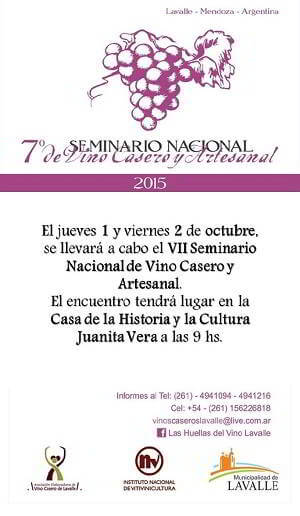 Lavalle - Mendoza - Argentina
7º SEMINARIO NACIONAL
de Vino Casero y Artesanal
2015
El jueves 1 y viernes 2 de octubre,
se llevará a cabo el VII Seminario
Nacional de Vino Casero y
Artesanal.
El encuentro tendrá lugar en la
Casa de la Historia y la Cultura
Juanita Vera a las 9 hs.
Informes al Tel: (261) - 4941094 - 4941216
Cel: +54 - (261) 156226818
vinoscaseroslavalle@live.com.ar
f Las Huellas del Vino Lavalle
Asociación Elaboradores de
Vino Casero de Lavalle
INV
INSTITUTO NACIONAL
DE VITIVINICULTURA
Municipalidad de
LAVALLE